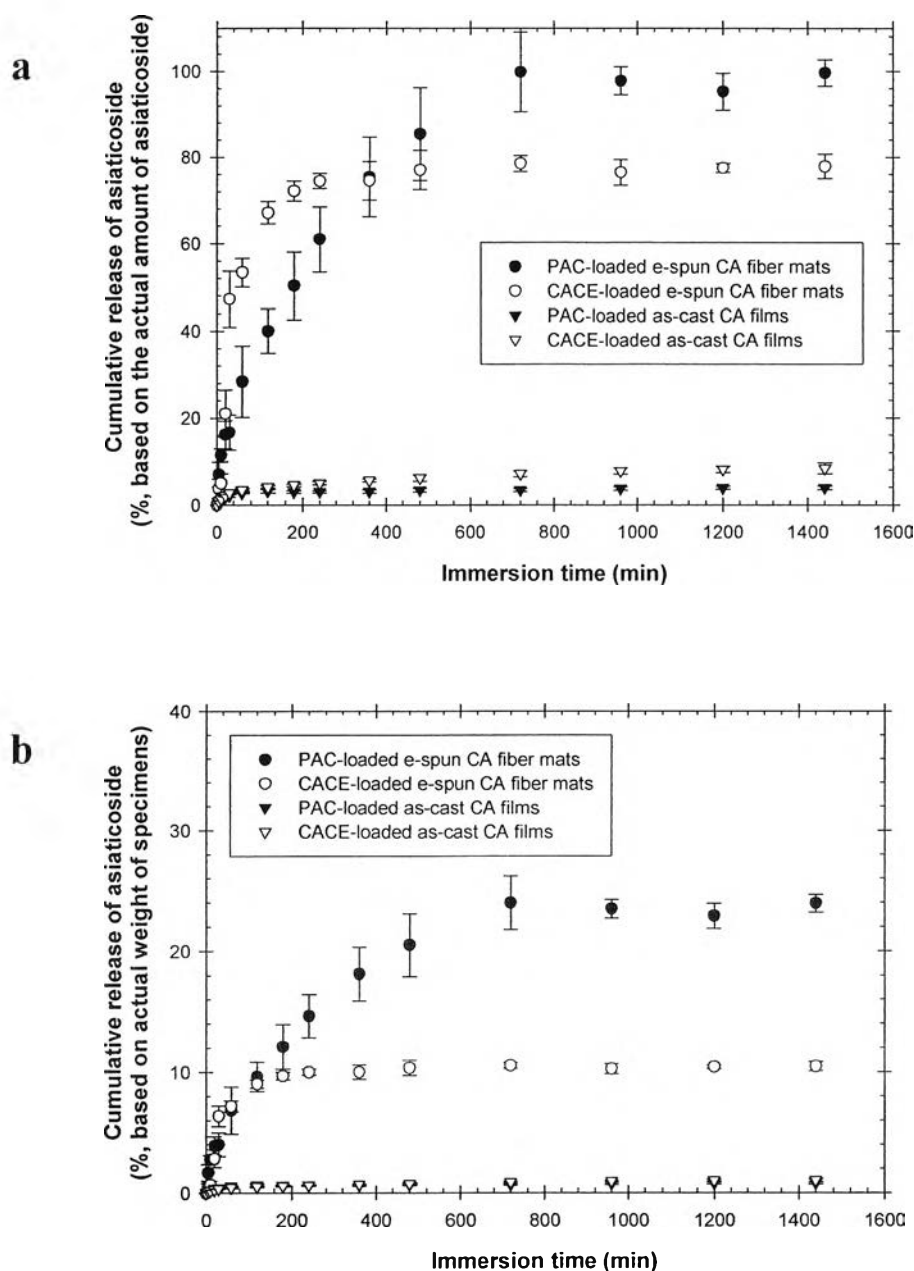 a
Cumulative release of asiaticoside
(%, based on the actual amount of asiaticoside)
100
80
60
40
20
0
PAC-loaded e-spun CA fiber mats
CACE-loaded e-spun CA fiber mats
PAC-loaded as-cast CA films
CACE-loaded as-cast CA films
0 200 400 600 800 1000 1200 1400 1600
Immersion time (min)
b
Cumulative release of asiaticoside
(%, based on actual weight of specimens)
40
30
20
10
0
PAC-loaded e-spun CA fiber mats
CACE-loaded e-spun CA fiber mats
PAC-loaded as-cast CA films
CACE-loaded as-cast CA films
0 200 400 600 800 1000 1200 1400 1600
Immersion time (min)